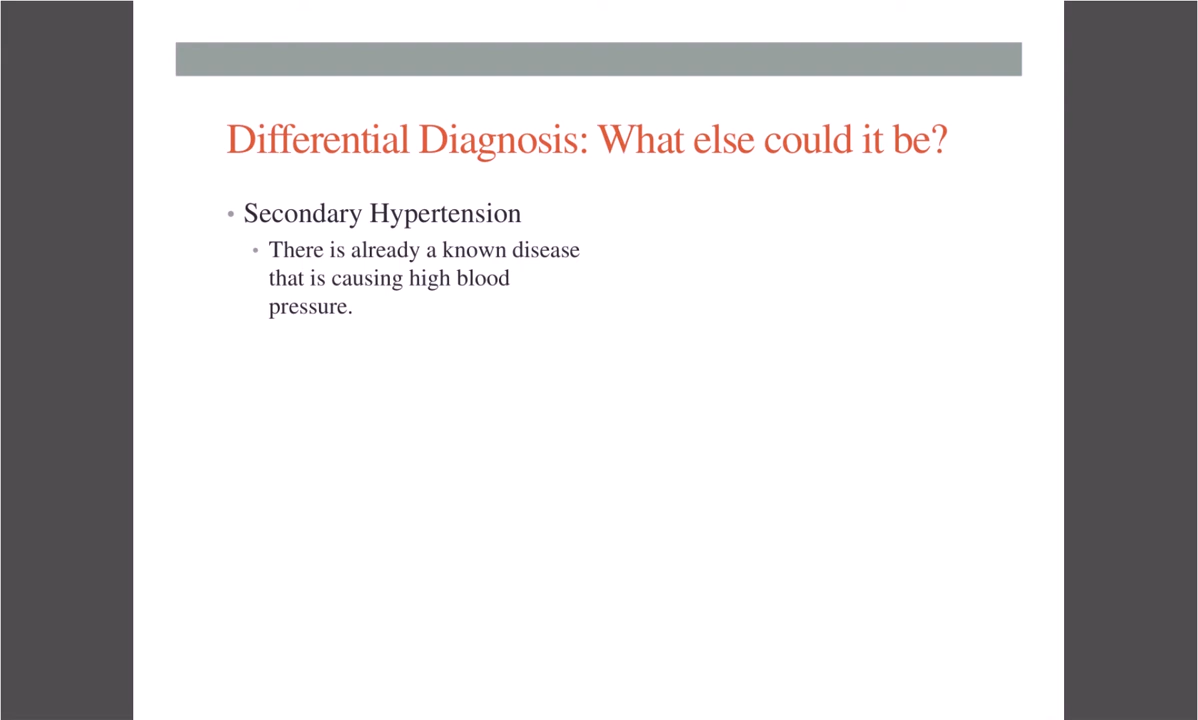 Differential Diagnosis: What else could it be?
• Secondary Hypertension
• There is already a known disease
that is causing high blood
pressure.